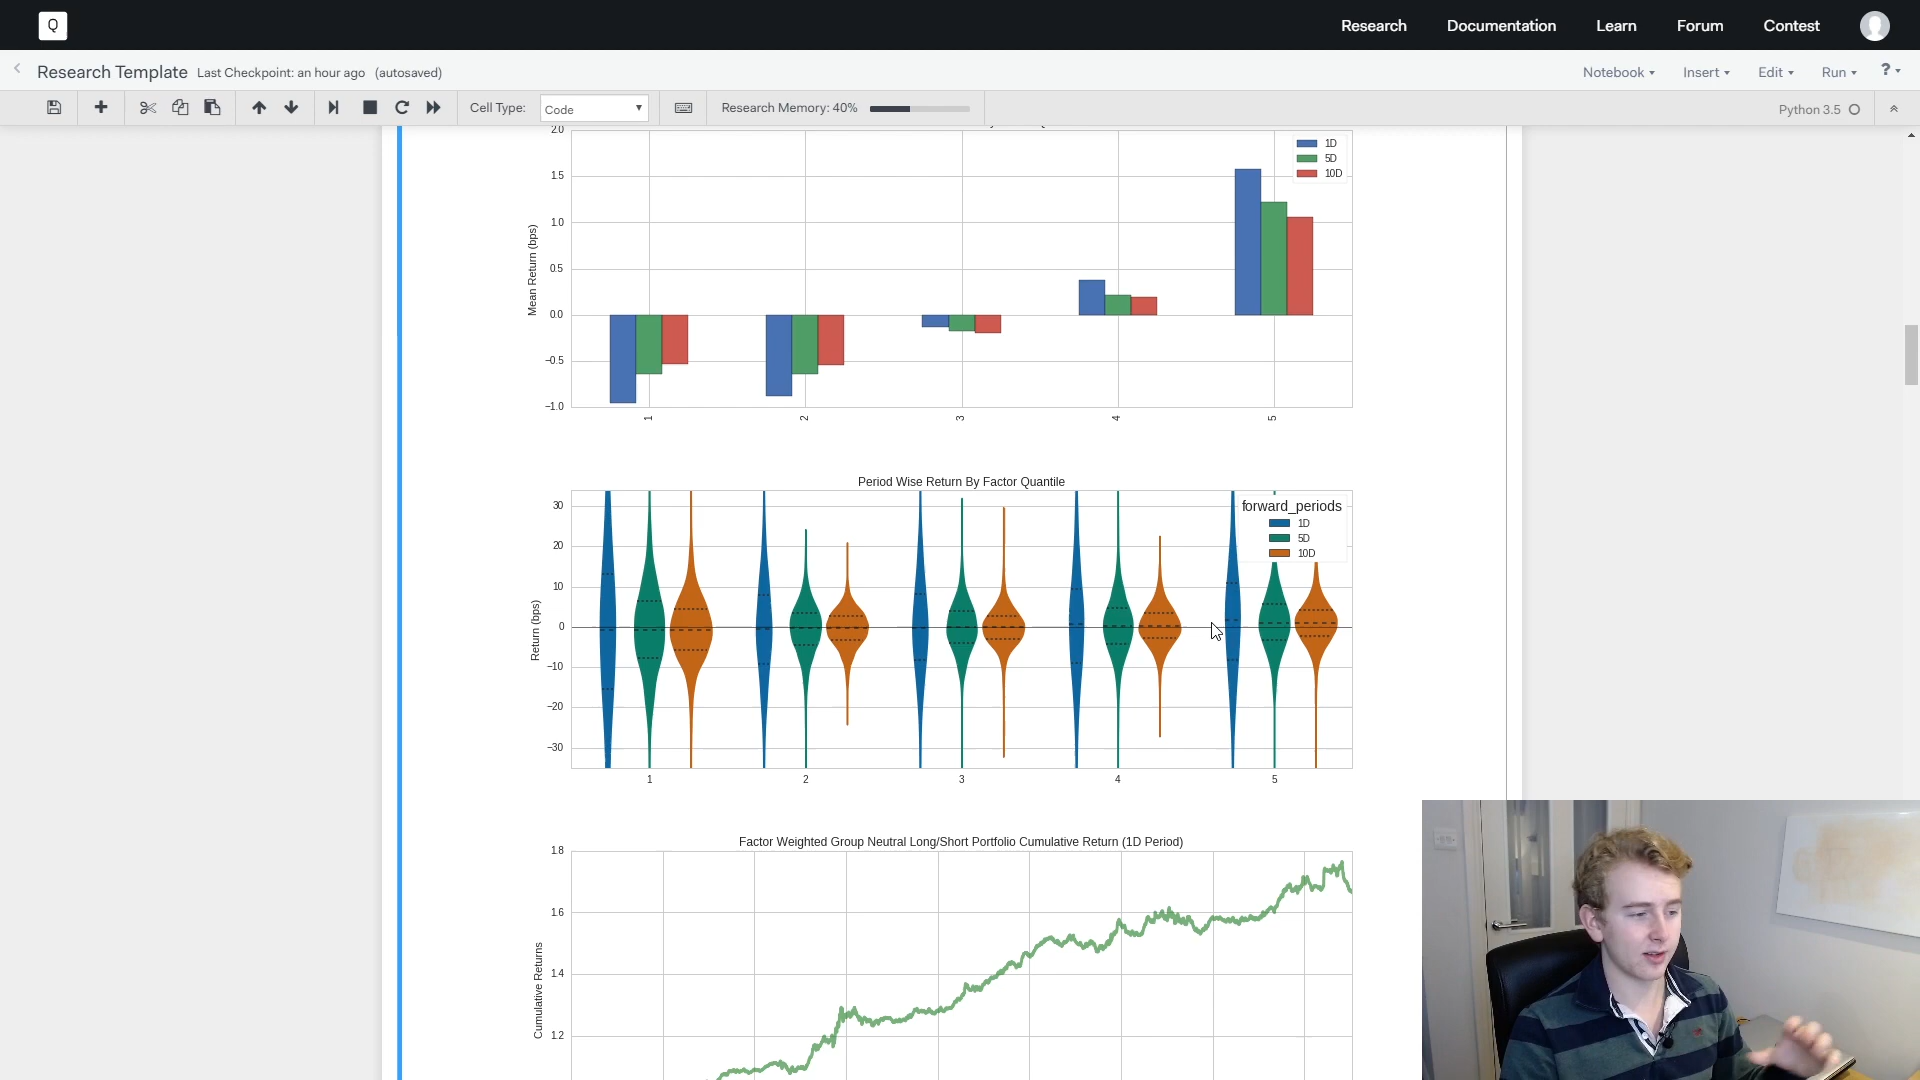 Q
Research
Documentation
Learn
Forum
Contest
Research Template Last Checkpoint: an hour ago (autosaved)
Notebook
Insert
Edit
Run
?
Cell Type:
Code
Research Memory: 40%
Python 3.5
2.0
1.5
1.0
0.5
0.0
−0.5
−1.0
Mean Return (bps)
1D
5D
10D
1
2
3
4
5
Period Wise Return By Factor Quantile
30
20
10
0
−10
−20
−30
Return (bps)
forward_periods
1D
5D
10D
1
2
3
4
5
Factor Weighted Group Neutral Long/Short Portfolio Cumulative Return (1D Period)
1.8
1.6
1.4
1.2
Cumulative Returns